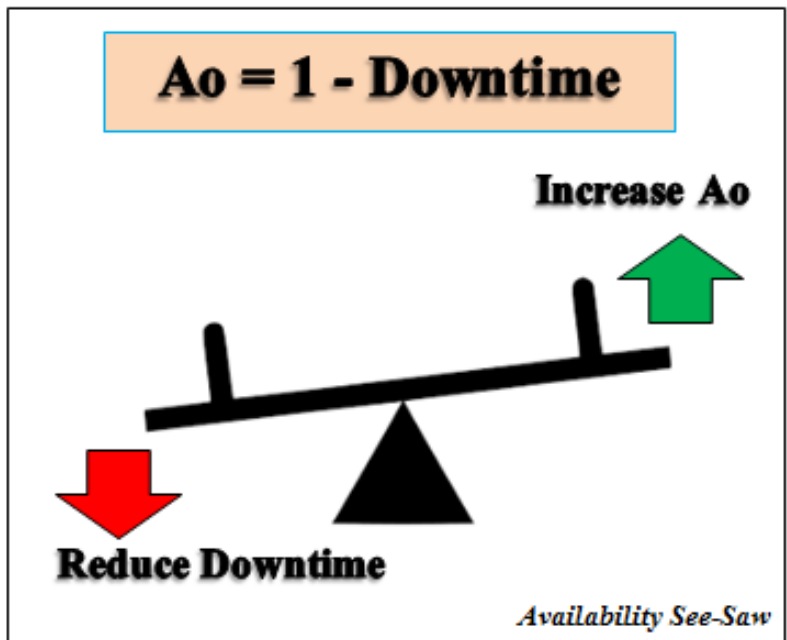 Ao = 1 - Downtime
Increase Ao
Reduce Downtime
Availability See-Saw